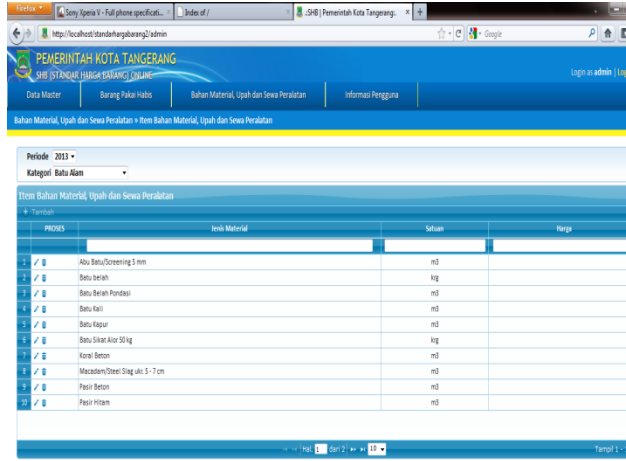 Firefox
Sony Xperia V - Full phone specificati...
Index of /
.:SHB | Pemerintah Kota Tangerang:.
http://localhost/standarhargabarang2/admin
Google
PEMERINTAH KOTA TANGERANG
SHB (STANDAR HARGA BARANG) ONLINE
Login as admin | Log
Data Master
Barang Pakai Habis
Bahan Material, Upah dan Sewa Peralatan
Informasi Pengguna
Bahan Material, Upah dan Sewa Peralatan » Item Bahan Material, Upah dan Sewa Peralatan
Periode 2013
Kategori Batu Alam
Item Bahan Material, Upah dan Sewa Peralatan
+ Tambah
PROSES Jenis Material Satuan Harga
1 Abu Batu/Screening 5 mm m3
2 Batu belah krg
3 Batu Belah Pondasi m3
4 Batu Kali m3
5 Batu Kapur m3
6 Batu Sikat Alor 50 kg krg
7 Koral Beton m3
8 Macadam/Steel Slag uk: 5 - 7 cm m3
9 Pasir Beton m3
10 Pasir Hitam m3
Hal. 1 dari 2 10
Tampil 1 -